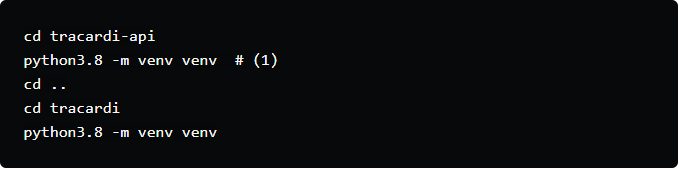 cd tracardi-api
python3.8 -m venv venv  # (1)
cd ..
cd tracardi
python3.8 -m venv venv